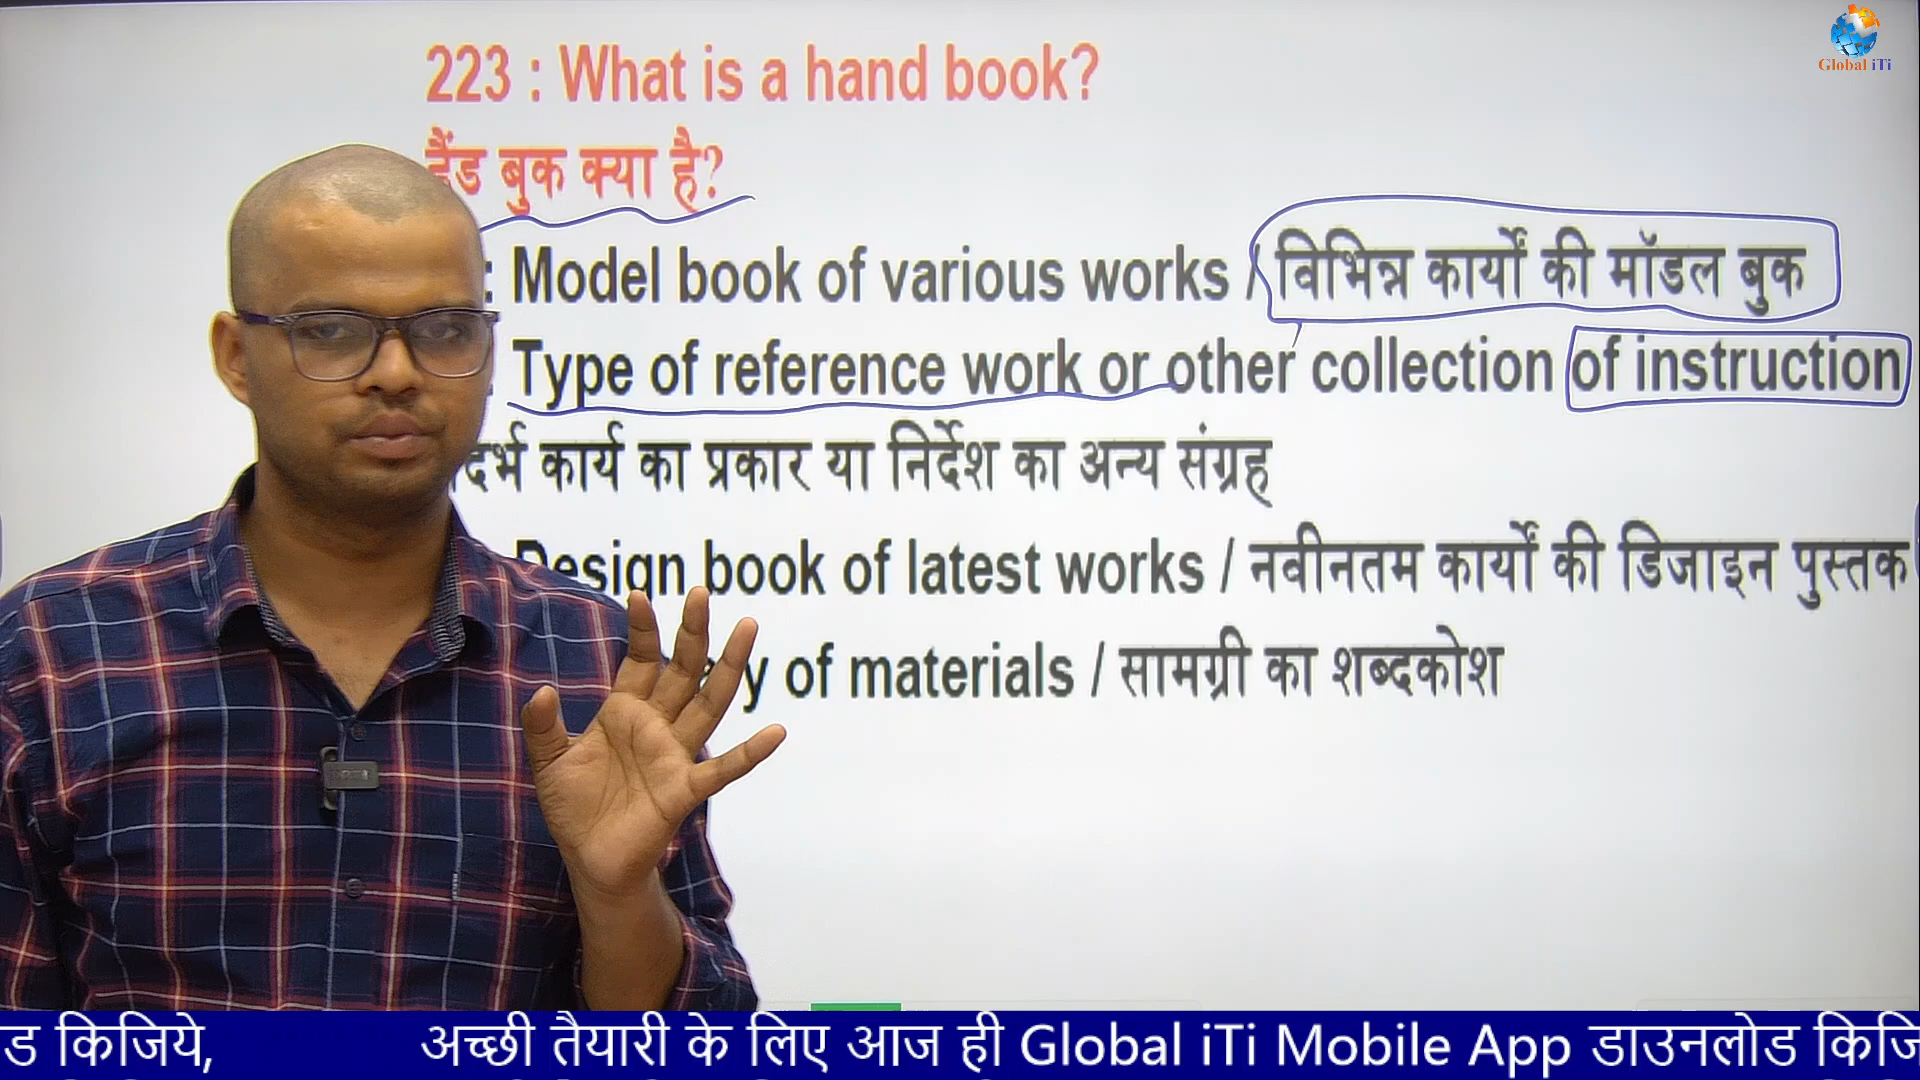 Global iTi
223 : What is a hand book?
हैंड बुक क्या है?
: Model book of various works / विभिन्न कार्यों की मॉडल बुक
: Type of reference work or other collection of instruction
कार्य का प्रकार या निर्देश का अन्य संग्रह
Design book of latest works / नवीनतम कार्यों की डिजाइन पुस्तक
of materials / सामग्री का शब्दकोश
किजिये, अच्छी तैयारी के लिए आज ही Global iTi Mobile App डाउनलोड